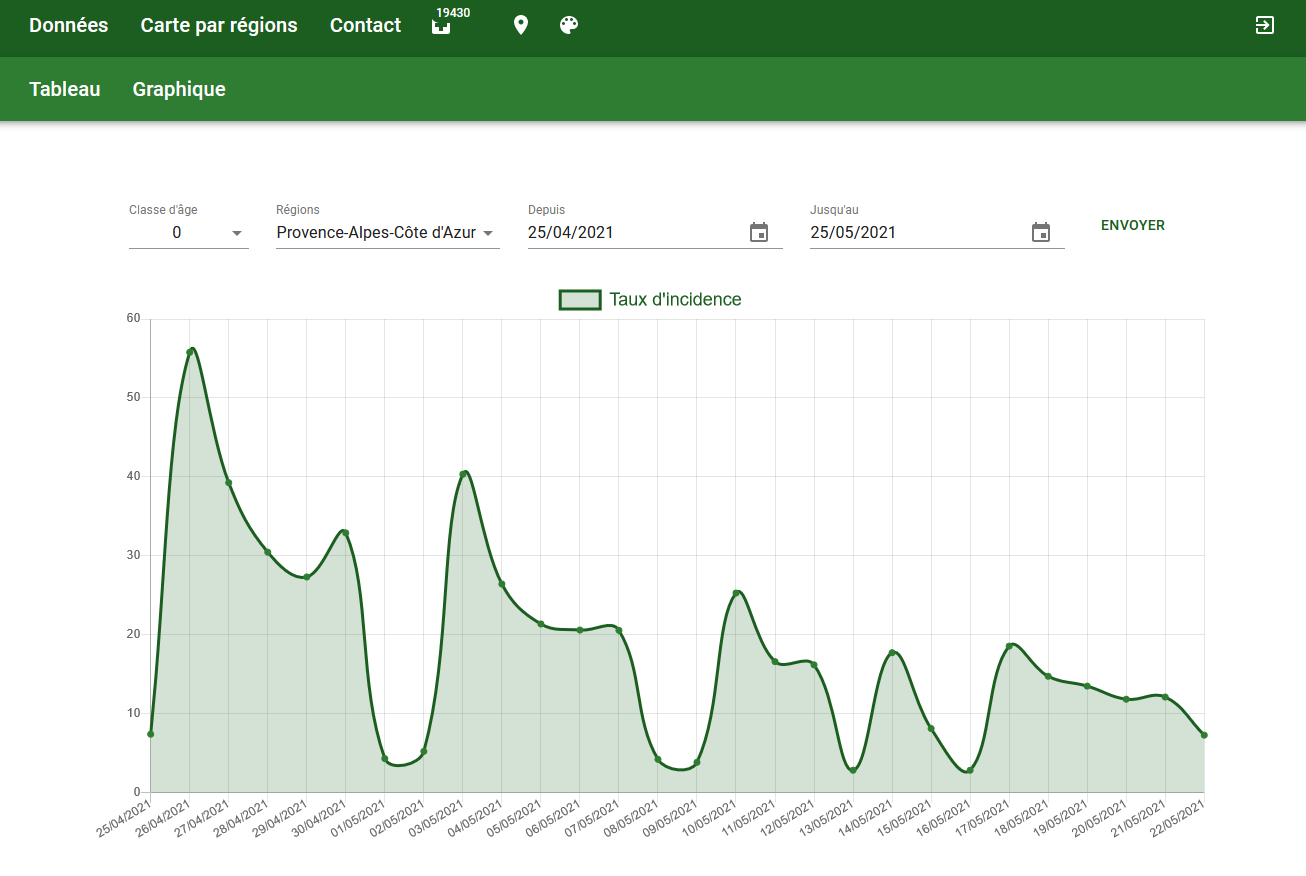 Données Carte par régions Contact 19430
Tableau Graphique
Classe d'âge Régions Depuis Jusqu'au
0 Provence-Alpes-Côte d'Azur 25/04/2021 25/05/2021 ENVOYER
Taux d'incidence
60
50
40
30
20
10
0
25/04/2021 26/04/2021 27/04/2021 28/04/2021 29/04/2021 30/04/2021 01/05/2021 02/05/2021 03/05/2021 04/05/2021 05/05/2021 06/05/2021 07/05/2021 08/05/2021 09/05/2021 10/05/2021 11/05/2021 12/05/2021 13/05/2021 14/05/2021 15/05/2021 16/05/2021 17/05/2021 18/05/2021 19/05/2021 20/05/2021 21/05/2021 22/05/2021